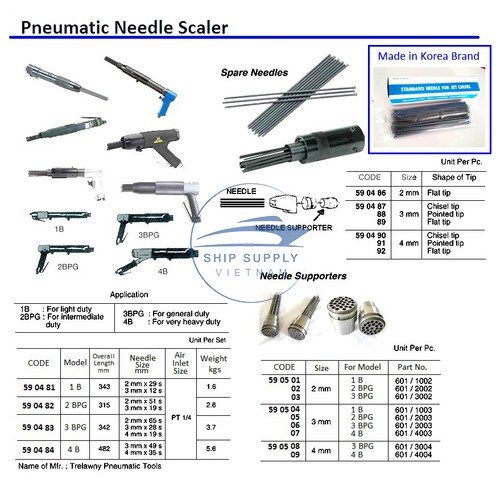 Pneumatic Needle Scaler
Spare Needles
Made in Korea Brand
STANDARD NEEDLE FOR JET CHISEL
Unit Per Pc.
CODE Size Shape of Tip
59 04 86 2 mm Flat tip
59 04 87 Chisel tip
88 3 mm Pointed tip
89 Flat tip
59 04 90 Chisel tip
91 4 mm Pointed tip
92 Flat tip
NEEDLE
NEEDLE SUPPORTER
1B
3BPG
2BPG
4B
SHIP SUPPLY
VIETNAM
Needle Supporters
Application
1B : For light duty
2BPG : For intermediate
duty
3BPG : For general duty
4B : For very heavy duty
Unit Per Set
CODE Model Overall Length mm Needle Size mm Air Inlet Size Weight kgs
59 04 81 1 B 343 2 mm x 29 s 1.6
3 mm x 12 s
59 04 82 2 BPG 315 2 mm x 51 s 2.6
3 mm x 19 s
PT 1/4
59 04 83 3 BPG 342 2 mm x 65 s 3.7
3 mm x 28 s
4 mm x 19 s
59 04 84 4 B 482 3 mm x 49 s 5.6
4 mm x 35 s
Name of Mfr. : Trelawny Pneumatic Tools
Unit Per Pc.
CODE Size For Model Part No.
59 05 01 1 B 601 / 1002
02 2 mm 2 BPG 601 / 2002
03 3 BPG 601 / 3002
59 05 04 1 B 601 / 1003
05 3 mm 2 BPG 601 / 2003
06 3 BPG 601 / 3003
07 4 B 601 / 4003
59 05 08 4 mm 3 BPG 601 / 3004
09 4 B 601 / 4004